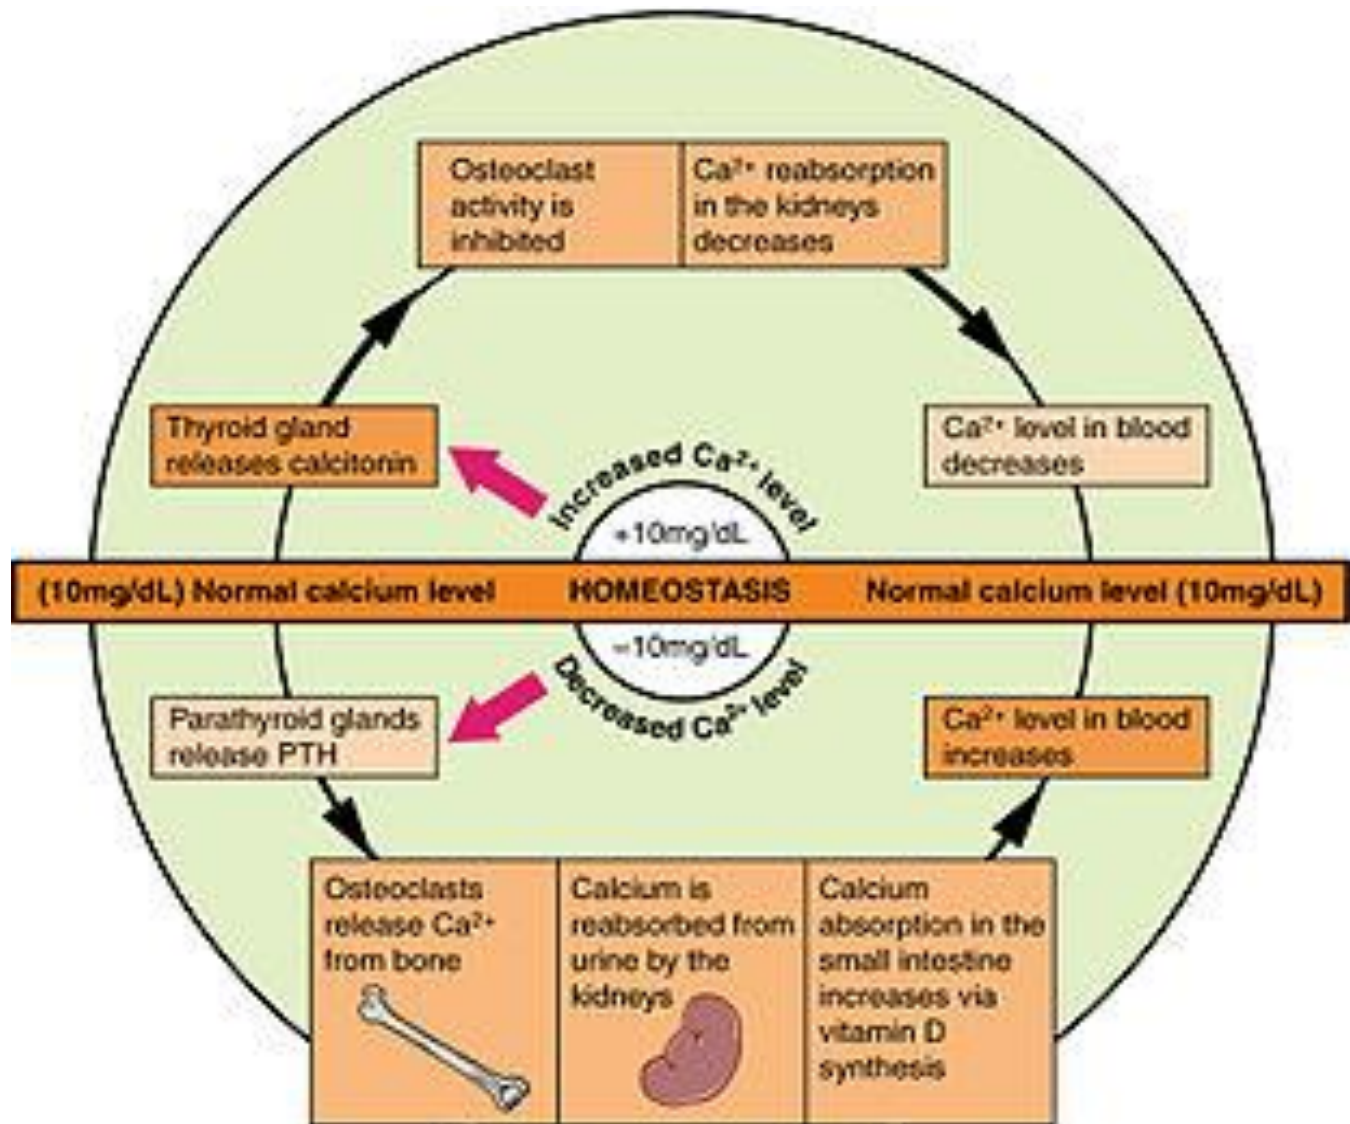 Osteoclast
activity is
inhibited
Ca²⁺ reabsorption
in the kidneys
decreases
Thyroid gland
releases calcitonin
Ca²⁺ level in blood
decreases
Increased Ca²⁺ level
+10mg/dL
(10mg/dL) Normal calcium level
HOMEOSTASIS
Normal calcium level (10mg/dL)
−10mg/dL
Decreased Ca²⁺ level
Parathyroid glands
release PTH
Ca²⁺ level in blood
increases
Osteoclasts
release Ca²⁺
from bone
Calcium is
reabsorbed from
urine by the
kidneys
Calcium
absorption in the
small intestine
increases via
vitamin D
synthesis